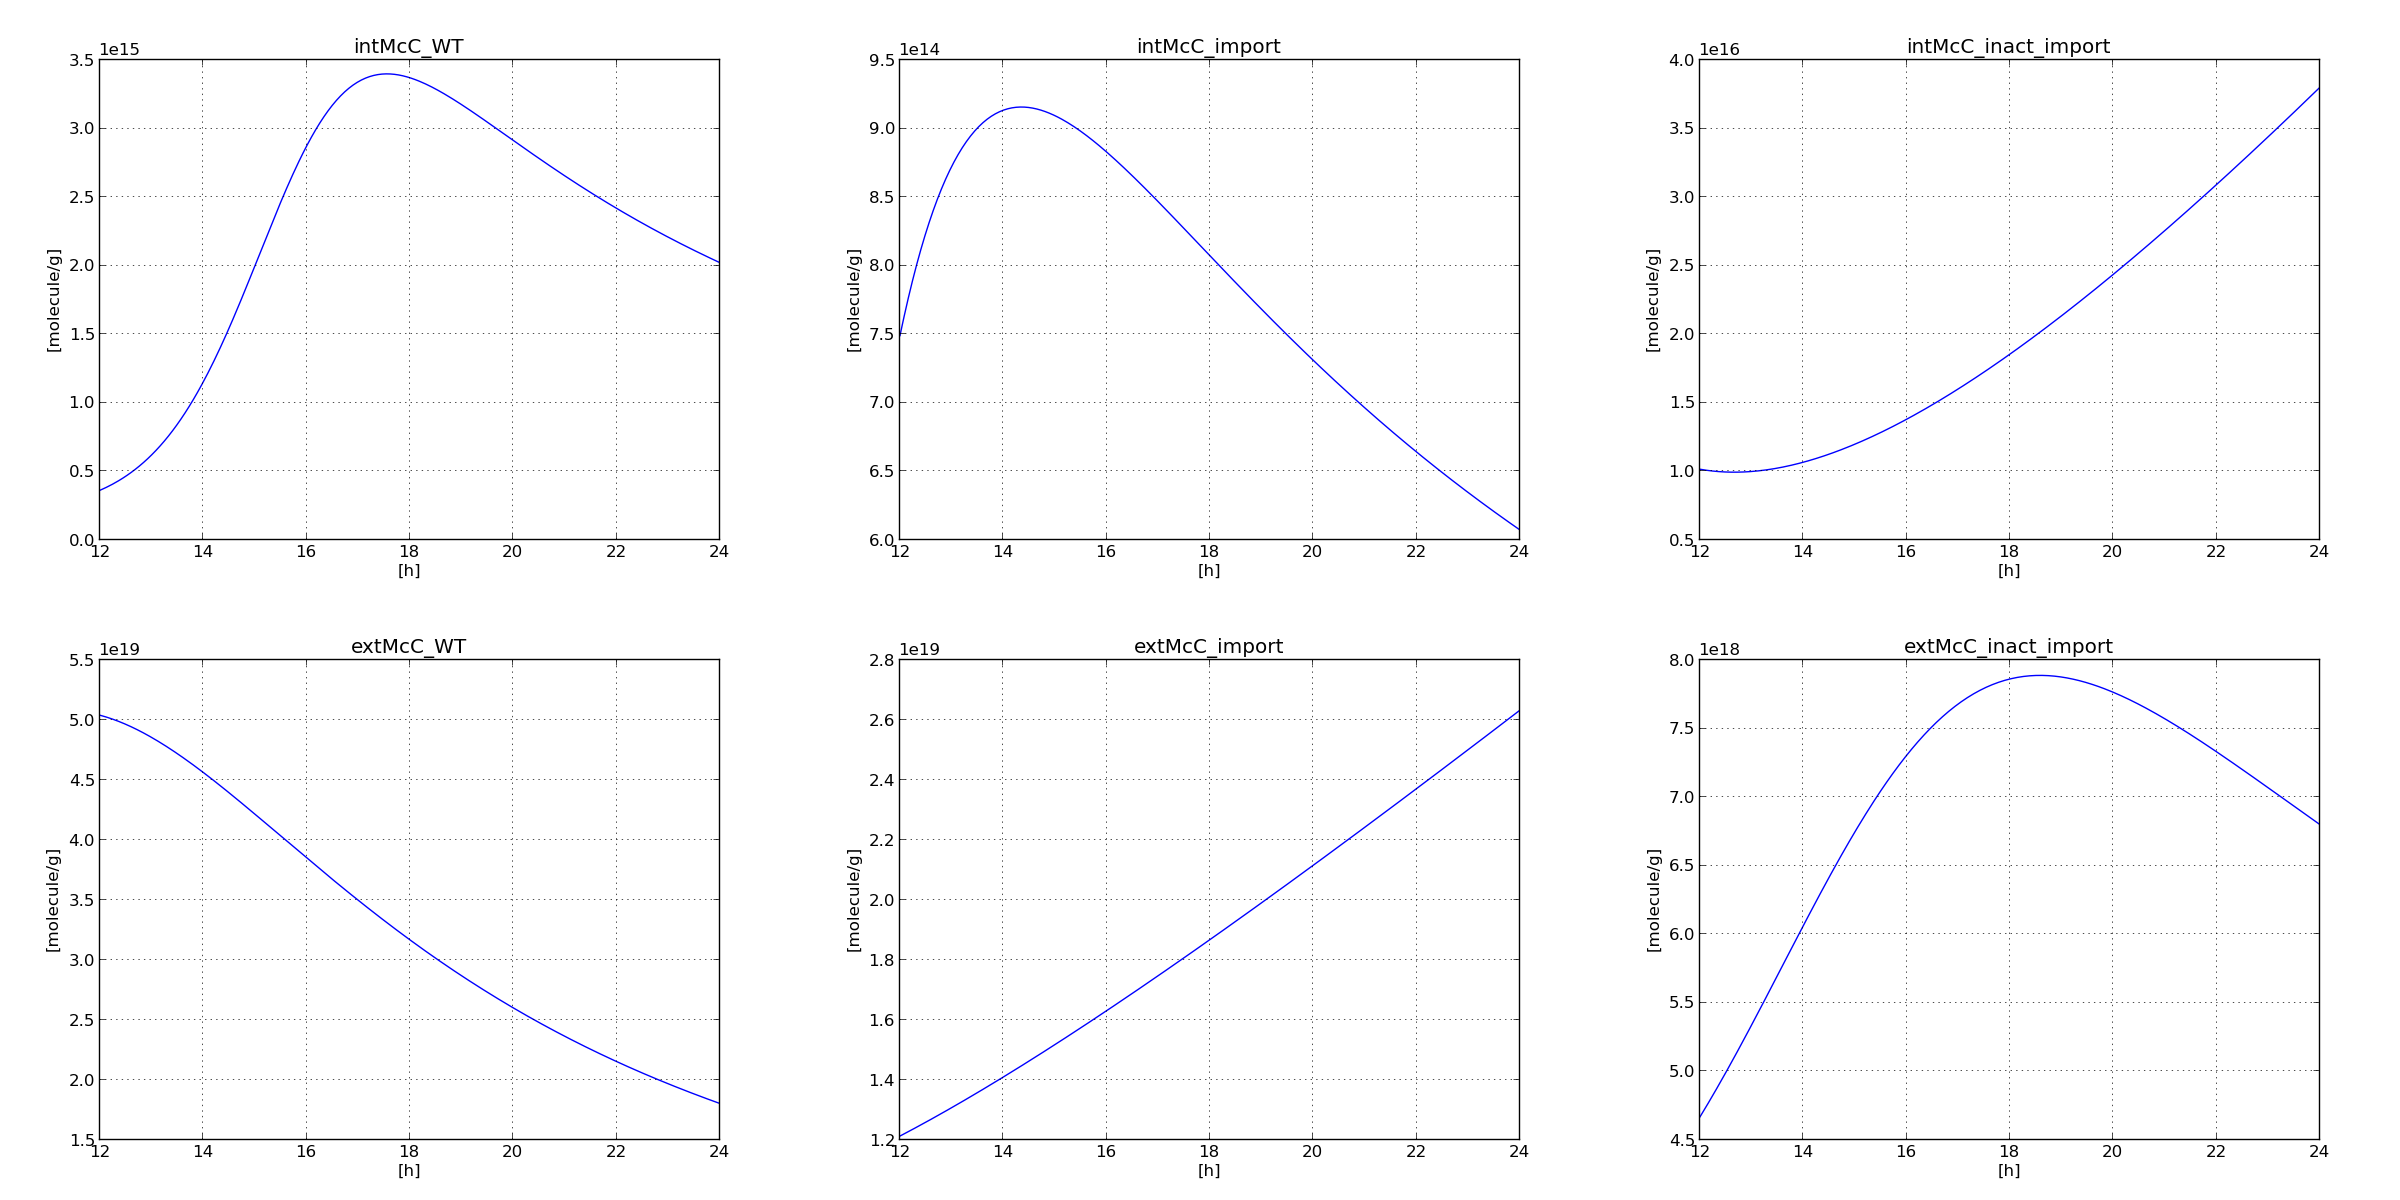 intMcC_WT
1e15
[molecule/g]
3.5
3.0
2.5
2.0
1.5
1.0
0.5
0.0
12 14 16 18 20 22 24
[h]
intMcC_import
1e14
[molecule/g]
9.5
9.0
8.5
8.0
7.5
7.0
6.5
6.0
12 14 16 18 20 22 24
[h]
intMcC_inact_import
1e16
[molecule/g]
4.0
3.5
3.0
2.5
2.0
1.5
1.0
0.5
12 14 16 18 20 22 24
[h]
extMcC_WT
1e19
[molecule/g]
5.5
5.0
4.5
4.0
3.5
3.0
2.5
2.0
1.5
12 14 16 18 20 22 24
[h]
extMcC_import
1e19
[molecule/g]
2.8
2.6
2.4
2.2
2.0
1.8
1.6
1.4
1.2
12 14 16 18 20 22 24
[h]
extMcC_inact_import
1e18
[molecule/g]
8.0
7.5
7.0
6.5
6.0
5.5
5.0
4.5
12 14 16 18 20 22 24
[h]